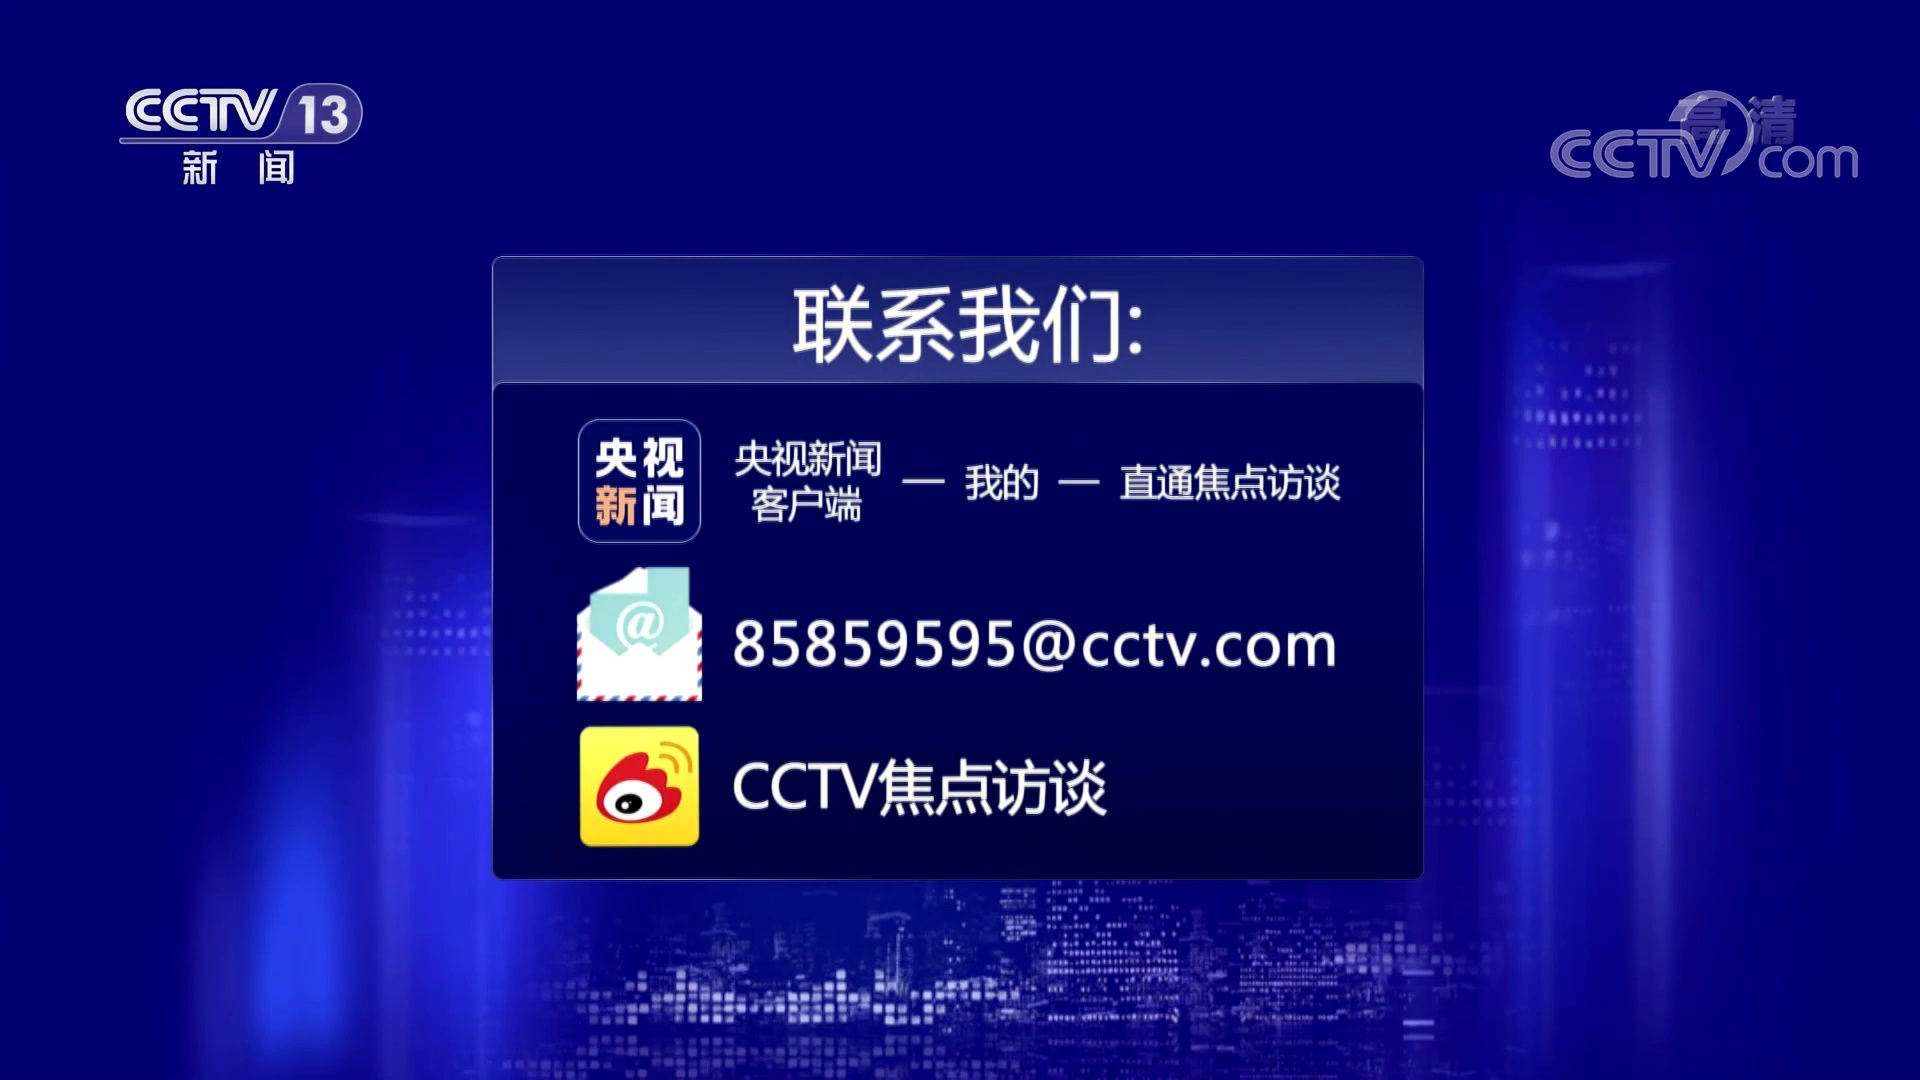 CCTV 13
新闻
高清
CCTV.com
联系我们:
央视
新闻
央视新闻
客户端
— 我的 — 直通焦点访谈
@
85859595@cctv.com
CCTV焦点访谈